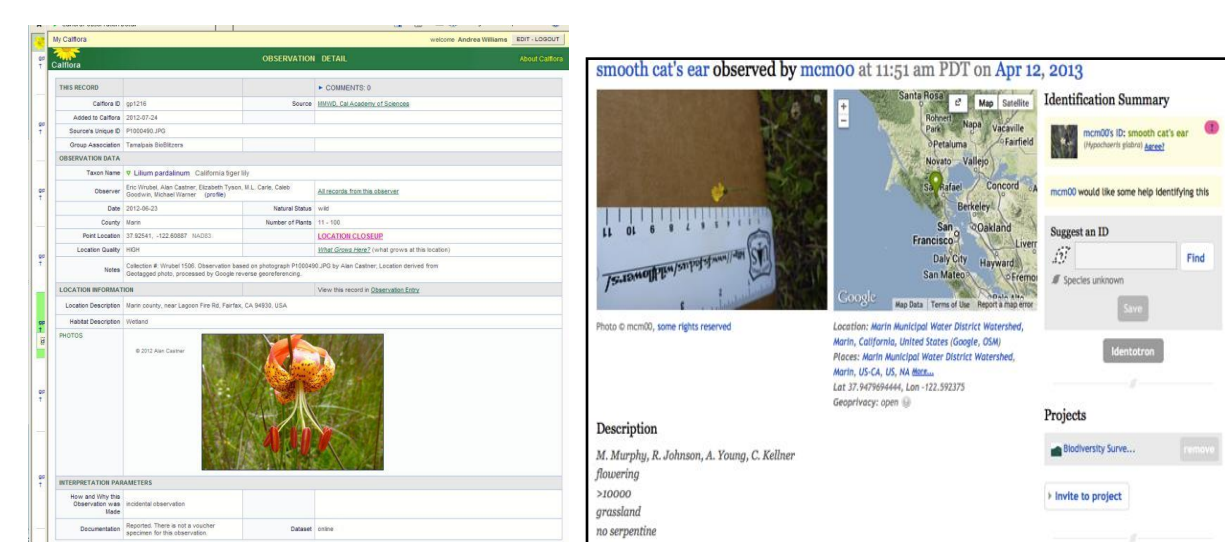 My Calflora
welcome Andrea Williams EDIT - LOGOUT
Calflora
OBSERVATION DETAIL
About Calflora
THIS RECORD
► COMMENTS: 0
Calflora ID gp1216 Source MMWD, Cal Academy of Sciences
Added to Calflora 2012-07-24
Source's Unique ID P1000490.JPG
Group Association Tamalpais BioBlitzers
OBSERVATION DATA
Taxon Name Lilium pardalinum California tiger lily
Observer Eric Wrubel, Alan Castner, Elizabeth Tyson, M.L. Carle, Caleb
Goodwin, Michael Warner (profile) All records from this observer
Date 2012-06-23 Natural Status wild
County Marin Number of Plants 11 - 100
Point Location 37.92541, -122.60887 NAD83 LOCATION CLOSEUP
Location Quality HIGH What Grows Here? (what grows at this location)
Notes Collection #: Wrubel 1506. Observation based on photograph P1000490.JPG by Alan Castner; Location derived from
Geotagged photo, processed by Google reverse georeferencing.
LOCATION INFORMATION
View this record in Observation Entry
Location Description Marin county, near Lagoon Fire Rd, Fairfax, CA 94930, USA
Habitat Description Wetland
PHOTOS
© 2012 Alan Castner
INTERPRETATION PARAMETERS
How and Why this
Observation was
Made incidental observation
Documentation Reported. There is not a voucher
specimen for this observation. Dataset online
smooth cat's ear observed by mcm00 at 11:51 am PDT on Apr 12, 2013
11 10 9 8 7 6 5 4 3
Photo © mcm00, some rights reserved
Map Satellite
Santa Rosa
Rohnert
Park
Napa
Vacaville
Petaluma
Fairfield
Novato
Vallejo
Concord
Berkeley
San
Francisco
Oakland
Daly City
Hayward
San Mateo
Google
Map Data Terms of Use Report a map error
Location: Marin Municipal Water District Watershed,
Marin, California, United States (Google, OSM)
Places: Marin Municipal Water District Watershed,
Marin, US-CA, US, NA More...
Lat 37.9479694444, Lon -122.592375
Geoprivacy: open
Description
M. Murphy, R. Johnson, A. Young, C. Kellner
flowering
>10000
grassland
no serpentine
Identification Summary
mcm00's ID: smooth cat's ear
(Hypochaeris glabra) Agree?
mcm00 would like some help identifying this
Suggest an ID
Find
Species unknown
Save
Identotron
Projects
Biodiversity Surve...
remove
Invite to project